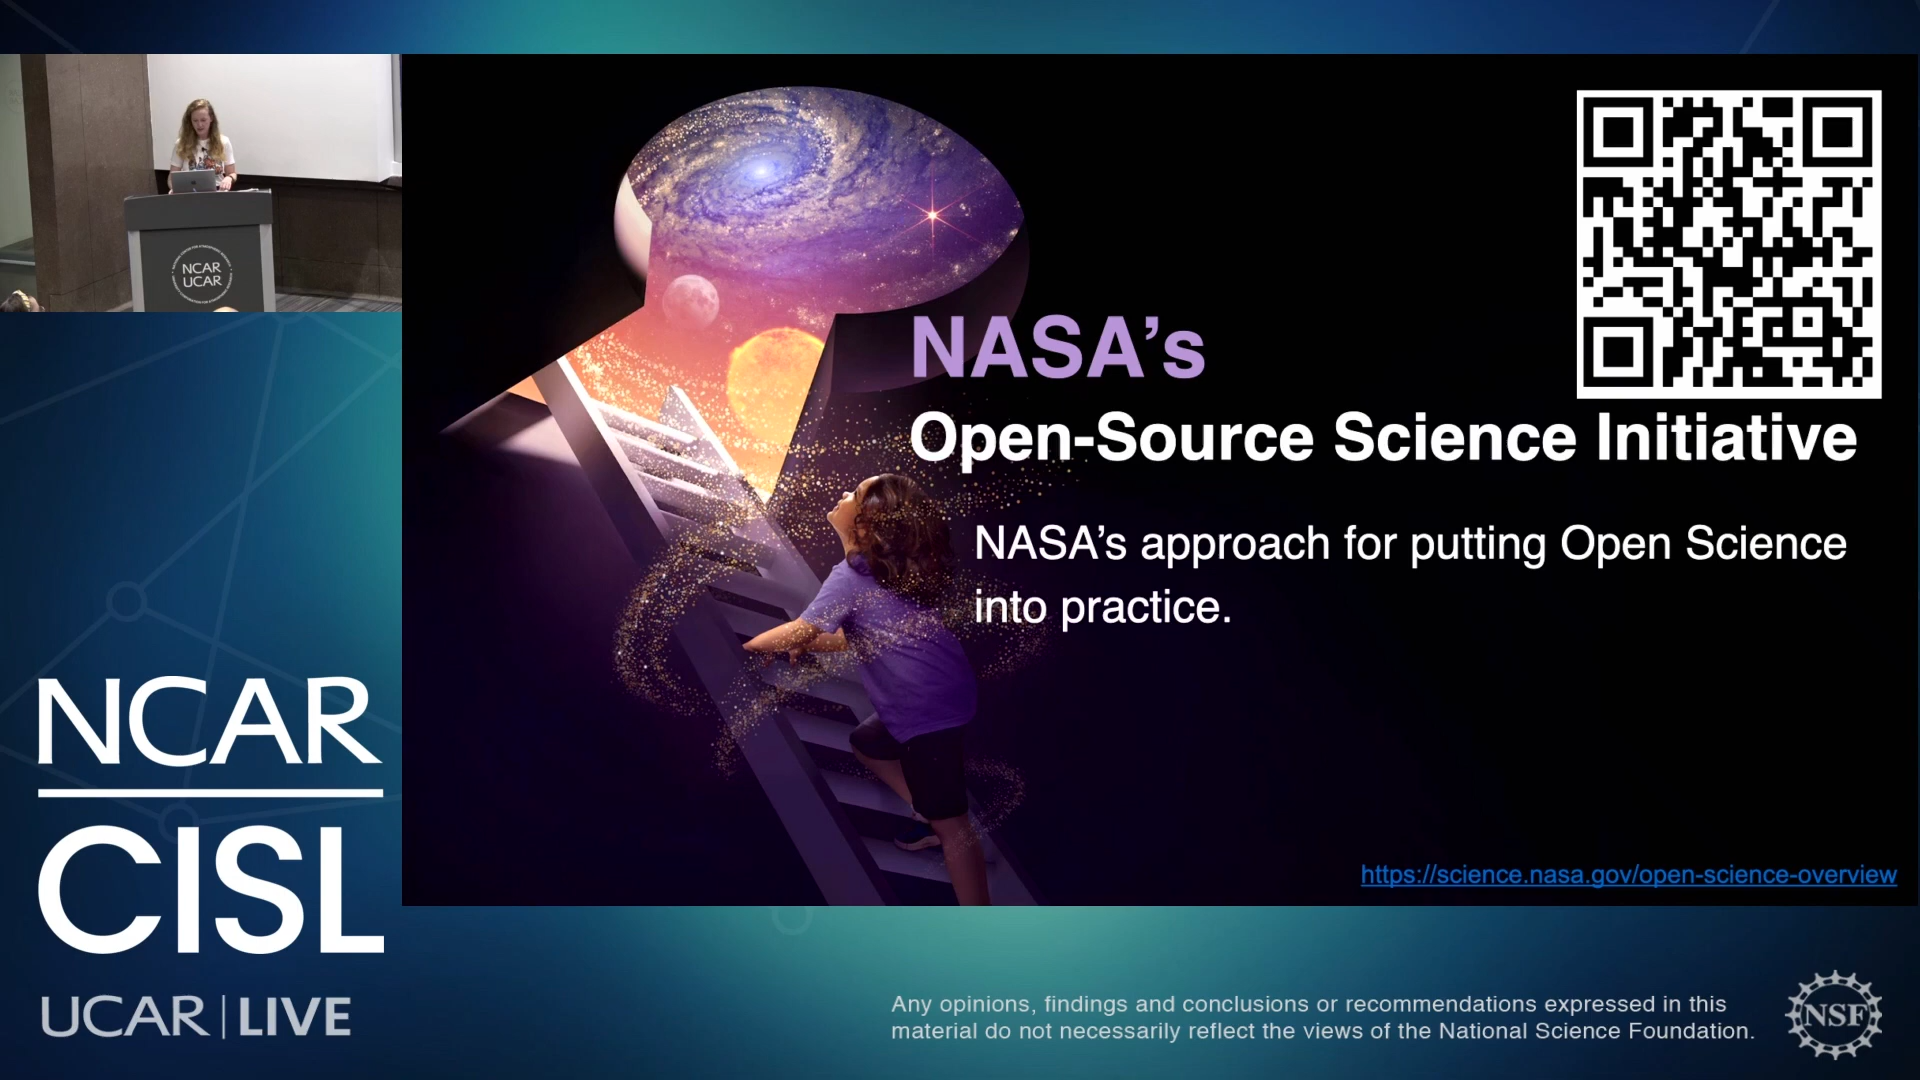 NCAR
UCAR
NASA’s
Open-Source Science Initiative
NASA’s approach for putting Open Science
into practice.
https://science.nasa.gov/open-science-overview
NCAR
CISL
UCAR | LIVE
Any opinions, findings and conclusions or recommendations expressed in this
material do not necessarily reflect the views of the National Science Foundation.
NSF